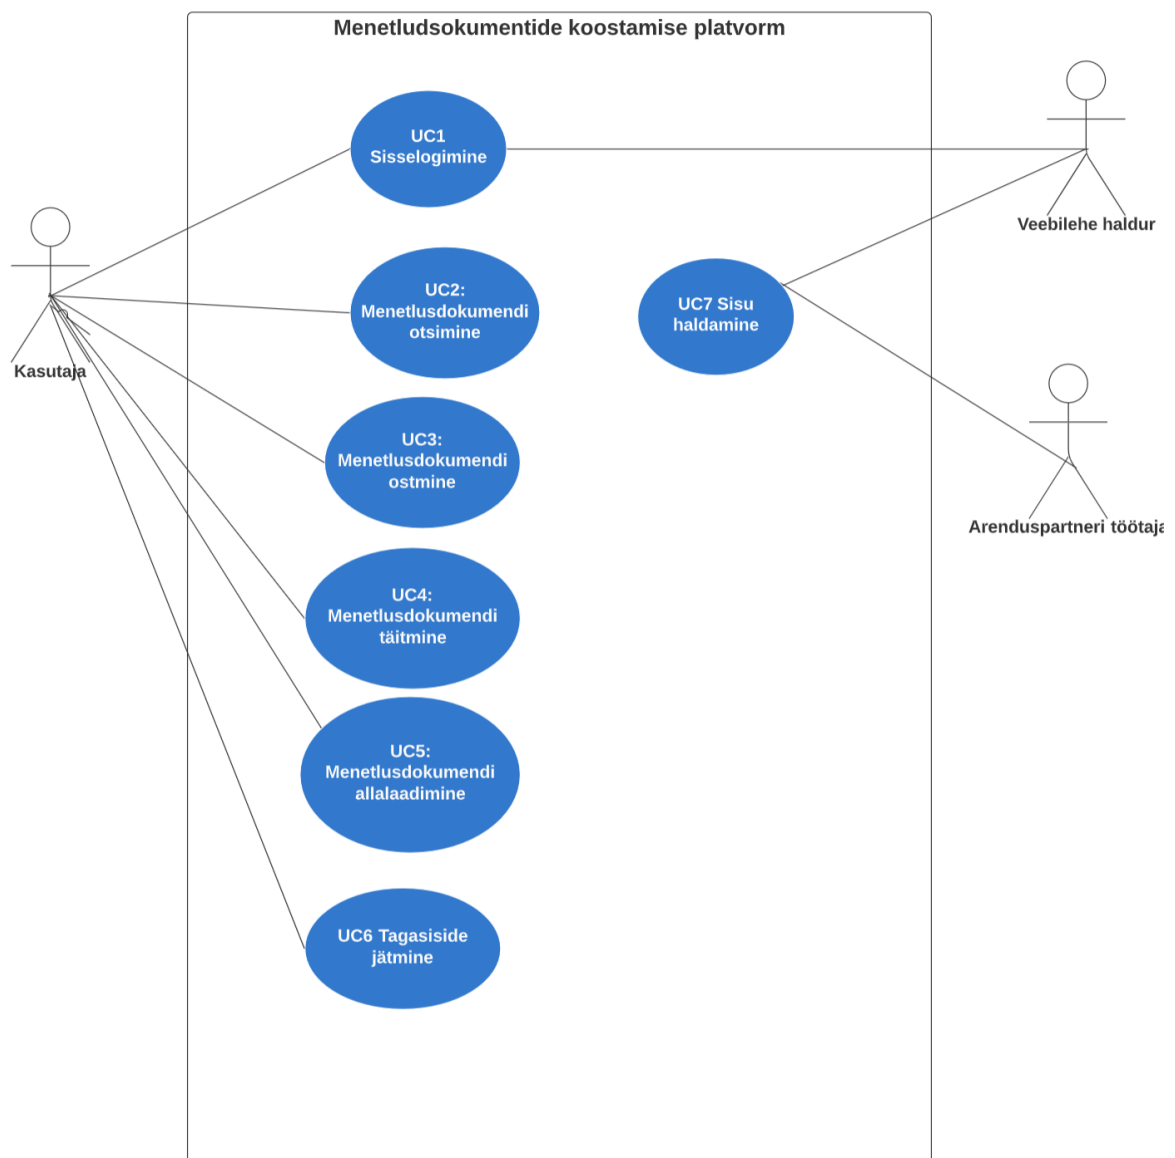 Menetludsokumentide koostamise platvorm
UC1
Sisselogimine
Veebilehe haldur
UC2:
Menetlusdokumendi
otsimine
UC7 Sisu
haldamine
Kasutaja
UC3:
Menetlusdokumendi
ostmine
Arenduspartneri töötaja
UC4:
Menetlusdokumendi
täitmine
UC5:
Menetlusdokumendi
allalaadimine
UC6 Tagasiside
jätmine